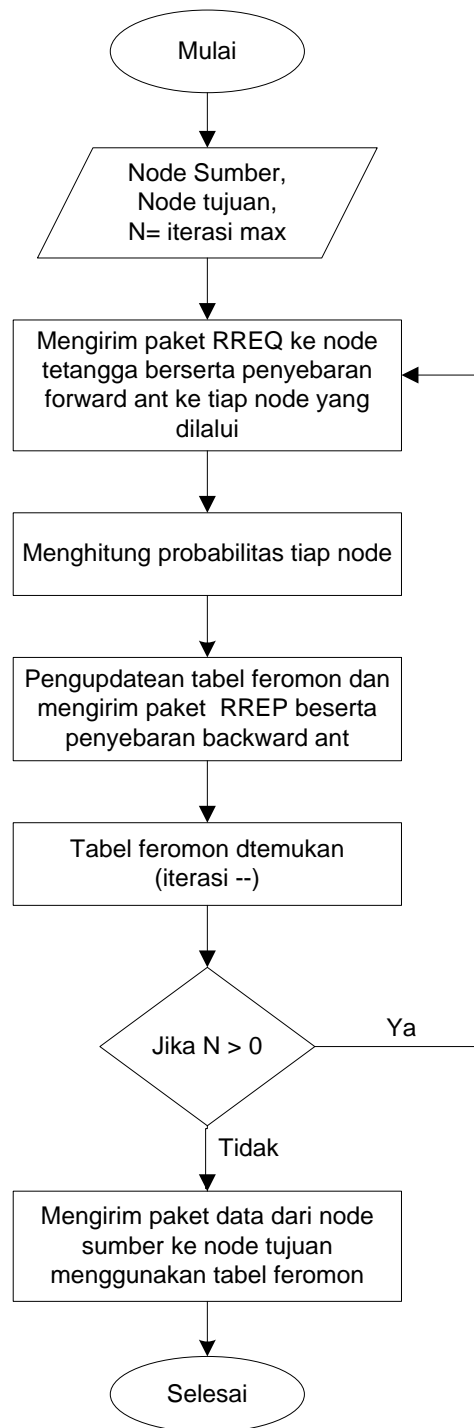 Mulai
Node Sumber,
Node tujuan,
N= iterasi max
Mengirim paket RREQ ke node
tetangga berserta penyebaran
forward ant ke tiap node yang
dilalui
Menghitung probabilitas tiap node
Pengupdatean tabel feromon dan
mengirim paket  RREP beserta
penyebaran backward ant
Tabel feromon dtemukan
(iterasi --)
Jika N > 0
Ya
Tidak
Mengirim paket data dari node
sumber ke node tujuan
menggunakan tabel feromon
Selesai